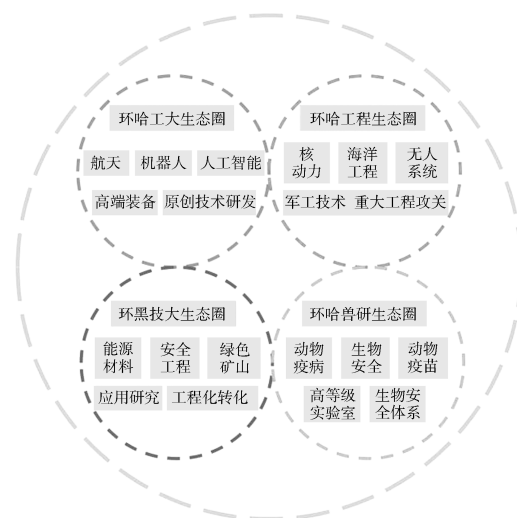 环哈工大生态圈
航天 机器人 人工智能
高端装备 原创技术研发
环哈工程生态圈
核动力 海洋工程 无人系统
军工技术 重大工程攻关
环黑技大生态圈
能源材料 安全工程 绿色矿山
应用研究 工程化转化
环哈兽研生态圈
动物疫病 生物安全 动物疫苗
高等级实验室 生物安全体系